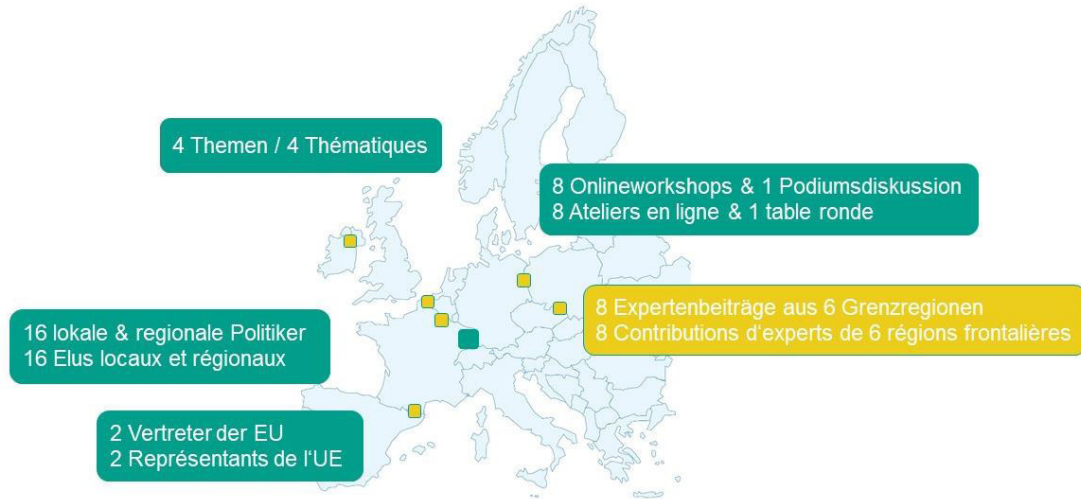 4 Themen / 4 Thématiques
8 Onlineworkshops & 1 Podiumsdiskussion
8 Ateliers en ligne & 1 table ronde
8 Expertenbeiträge aus 6 Grenzregionen
8 Contributions d‘experts de 6 régions frontalières
16 lokale & regionale Politiker
16 Elus locaux et régionaux
2 Vertreter der EU
2 Représentants de l‘UE